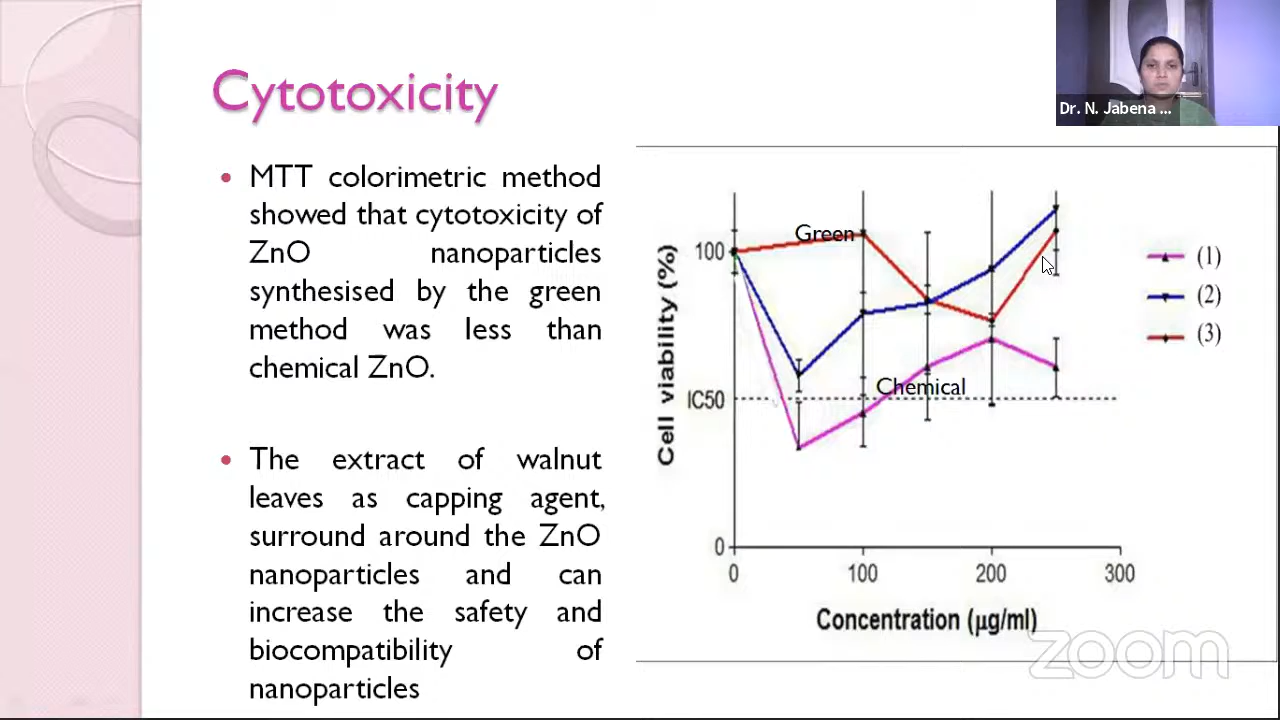 Cytotoxicity
Dr. N. Jabena ...
• MTT colorimetric method
showed that cytotoxicity of
ZnO nanoparticles
synthesised by the green
method was less than
chemical ZnO.
• The extract of walnut
leaves as capping agent,
surround around the ZnO
nanoparticles and can
increase the safety and
biocompatibility of
nanoparticles
Cell viability (%)
100
IC50
0
Green
Chemical
0 100 200 300
Concentration (µg/ml)
(1)
(2)
(3)
zoom